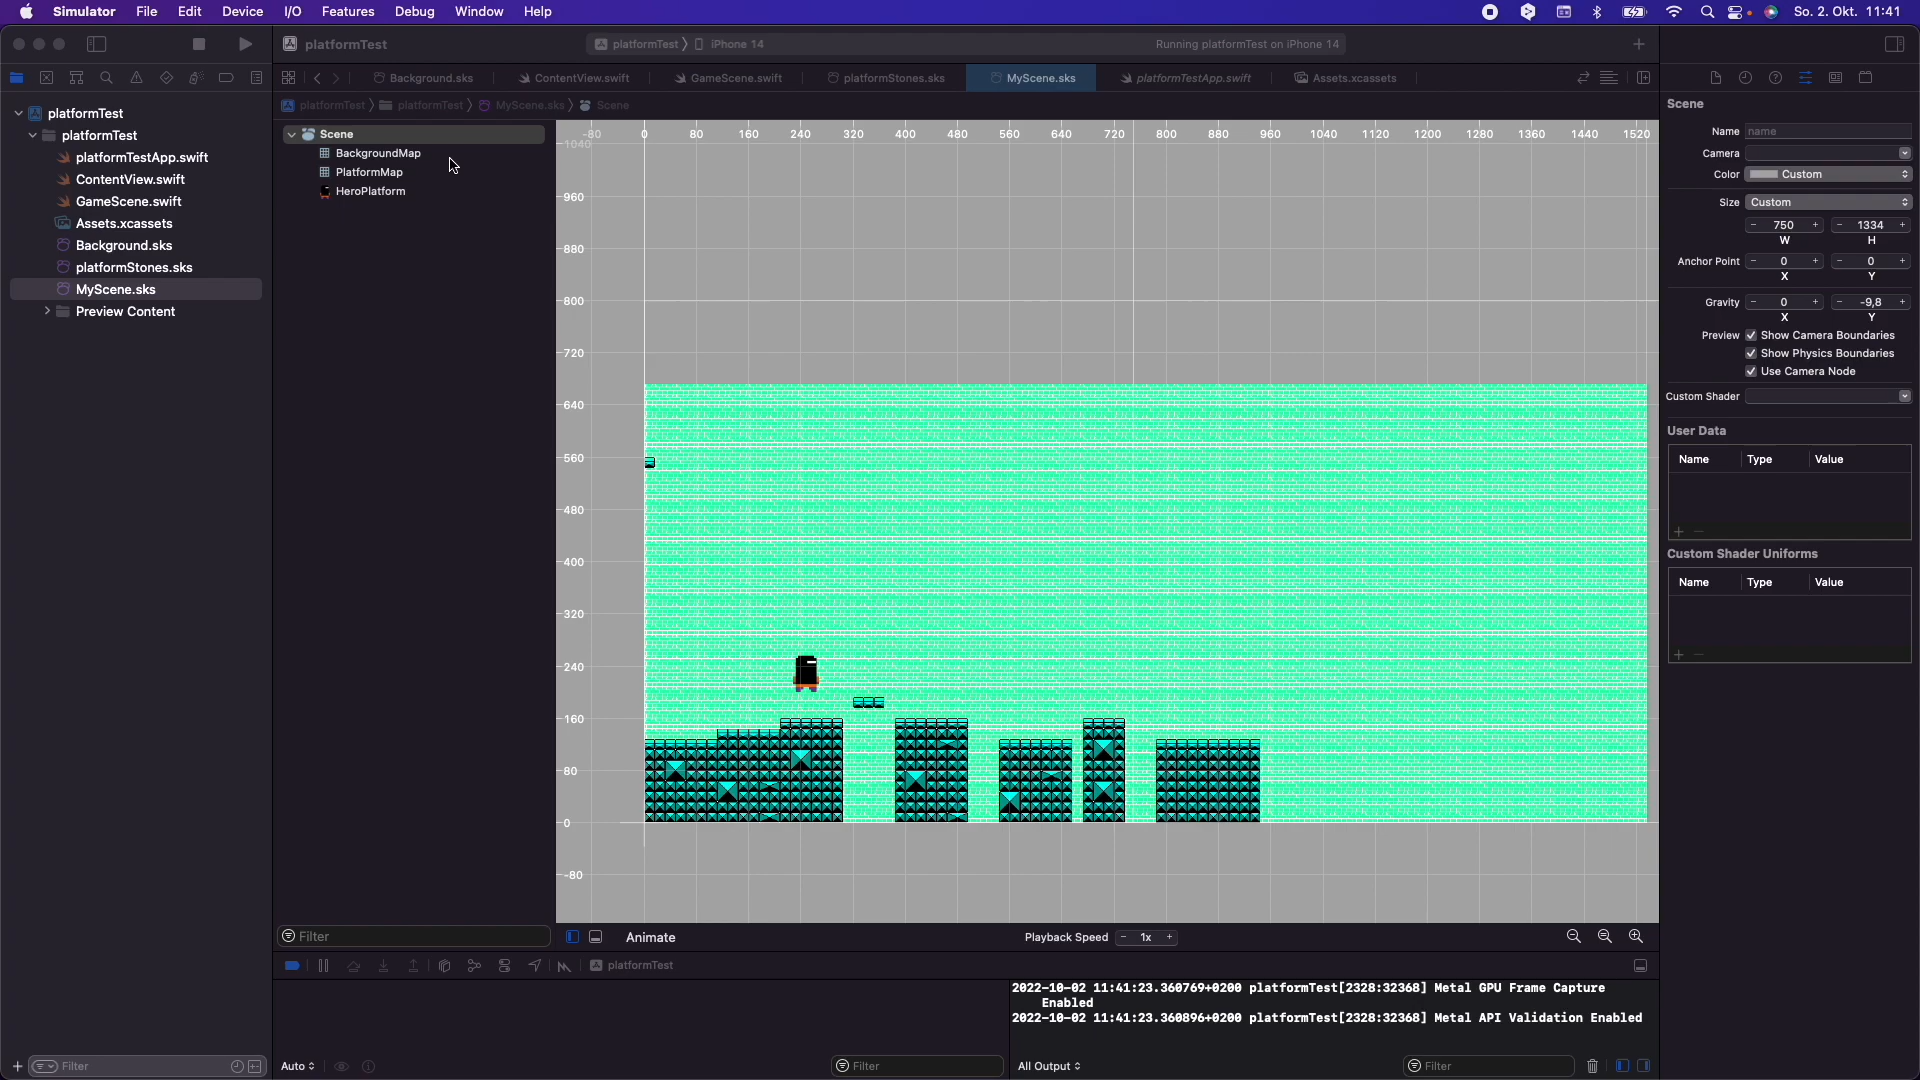 Simulator File Edit Device I/O Features Debug Window Help So. 2. Okt. 11:41
platformTest platformTest iPhone 14 Running platformTest on iPhone 14
Background.sks ContentView.swift GameScene.swift platformStones.sks MyScene.sks platformTestApp.swift Assets.xcassets
platformTest platformTest MyScene.sks Scene
platformTest
platformTest
platformTestApp.swift
ContentView.swift
GameScene.swift
Assets.xcassets
Background.sks
platformStones.sks
MyScene.sks
Preview Content
Filter
Scene
BackgroundMap
PlatformMap
HeroPlatform
Filter
-80 0 80 160 240 320 400 480 560 640 720 800 880 960 1040 1120 1200 1280 1360 1440 1520
1040
960
880
800
720
640
560
480
400
320
240
160
80
0
-80
Animate Playback Speed - 1x +
platformTest
2022-10-02 11:41:23.360769+0200 platformTest[2328:32368] Metal GPU Frame Capture
Enabled
2022-10-02 11:41:23.360896+0200 platformTest[2328:32368] Metal API Validation Enabled
Auto Filter All Output Filter
Scene
Name name
Camera
Color Custom
Size Custom
- 750 + - 1334 +
W H
Anchor Point - 0 + - 0 +
X Y
Gravity - 0 + - -9,8 +
X Y
Preview Show Camera Boundaries
Show Physics Boundaries
Use Camera Node
Custom Shader
User Data
Name Type Value
+ -
Custom Shader Uniforms
Name Type Value
+ -